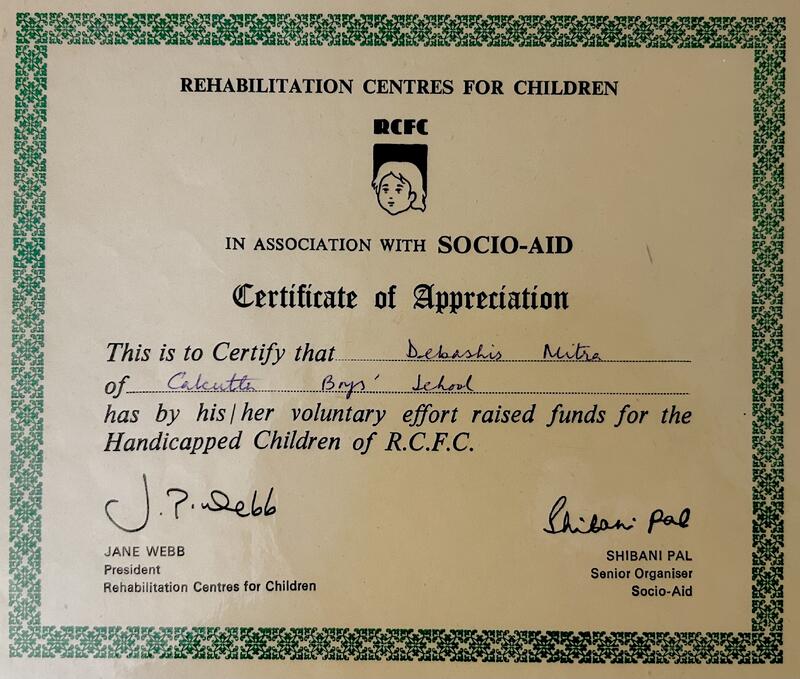 REHABILITATION CENTRES FOR CHILDREN
RCFC
IN ASSOCIATION WITH SOCIO-AID
Certificate of Appreciation
This is to Certify that Debashis Mitra
of Calcutta Boys' School
has by his/her voluntary effort raised funds for the
Handicapped Children of R.C.F.C.
J. P. Webb
Shibani Pal
JANE WEBB
President
Rehabilitation Centres for Children
SHIBANI PAL
Senior Organiser
Socio-Aid